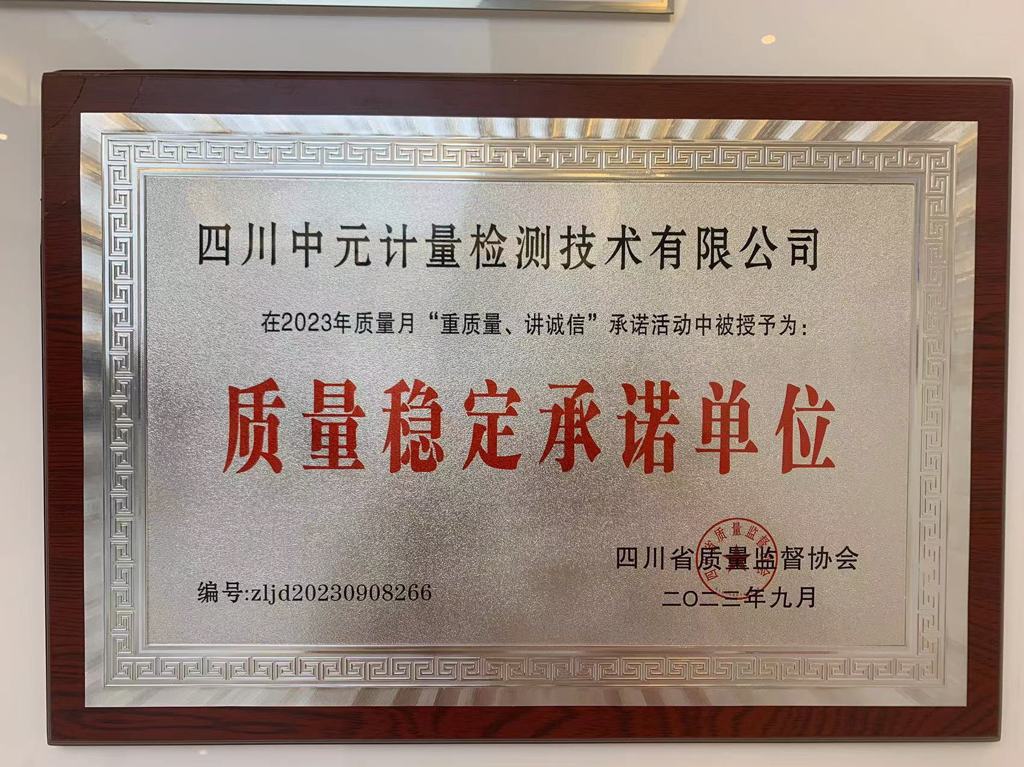 四川中元计量检测技术有限公司
在2023年质量月“重质量、讲诚信”承诺活动中被授予为：
质量稳定承诺单位
四川省质量监督协会
编号:zljd20230908266
二〇二三年九月